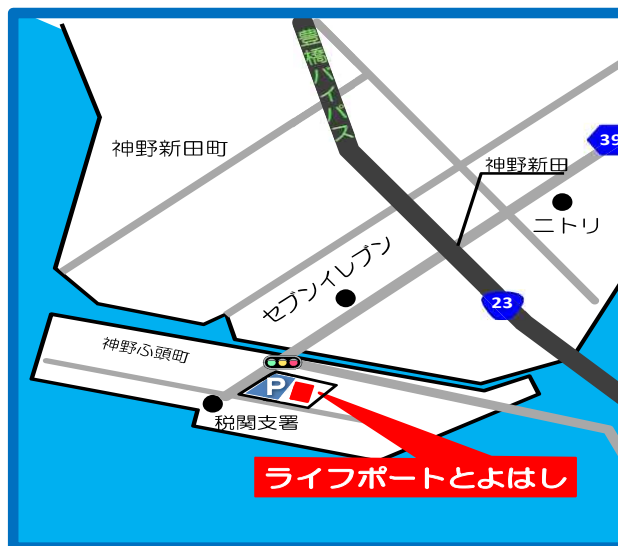 豊橋バイパス
神野新田町
神野新田
39
ニトリ
セブンイレブン
23
神野ふ頭町
P
税関支署
ライフポートとよはし